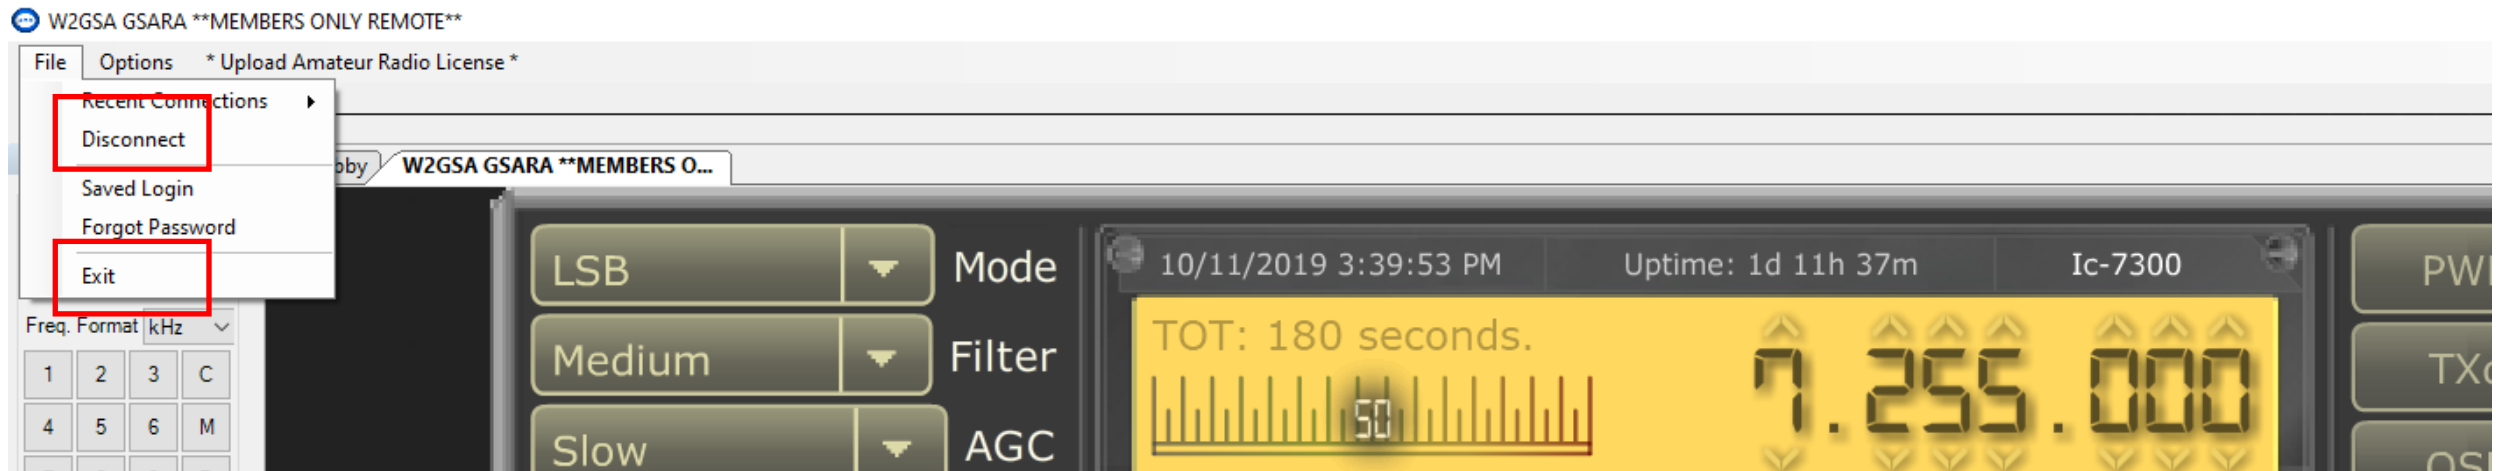 W2GSA GSARA **MEMBERS ONLY REMOTE**
File Options * Upload Amateur Radio License *
Recent Connections
Disconnect
W2GSA GSARA **MEMBERS O...
Saved Login
Forgot Password
Exit
LSB Mode
10/11/2019 3:39:53 PM Uptime: 1d 11h 37m Ic-7300
Freq. Format kHz
Medium Filter
TOT: 180 seconds.
7.255.000
1 2 3 C
50
4 5 6 M
Slow AGC